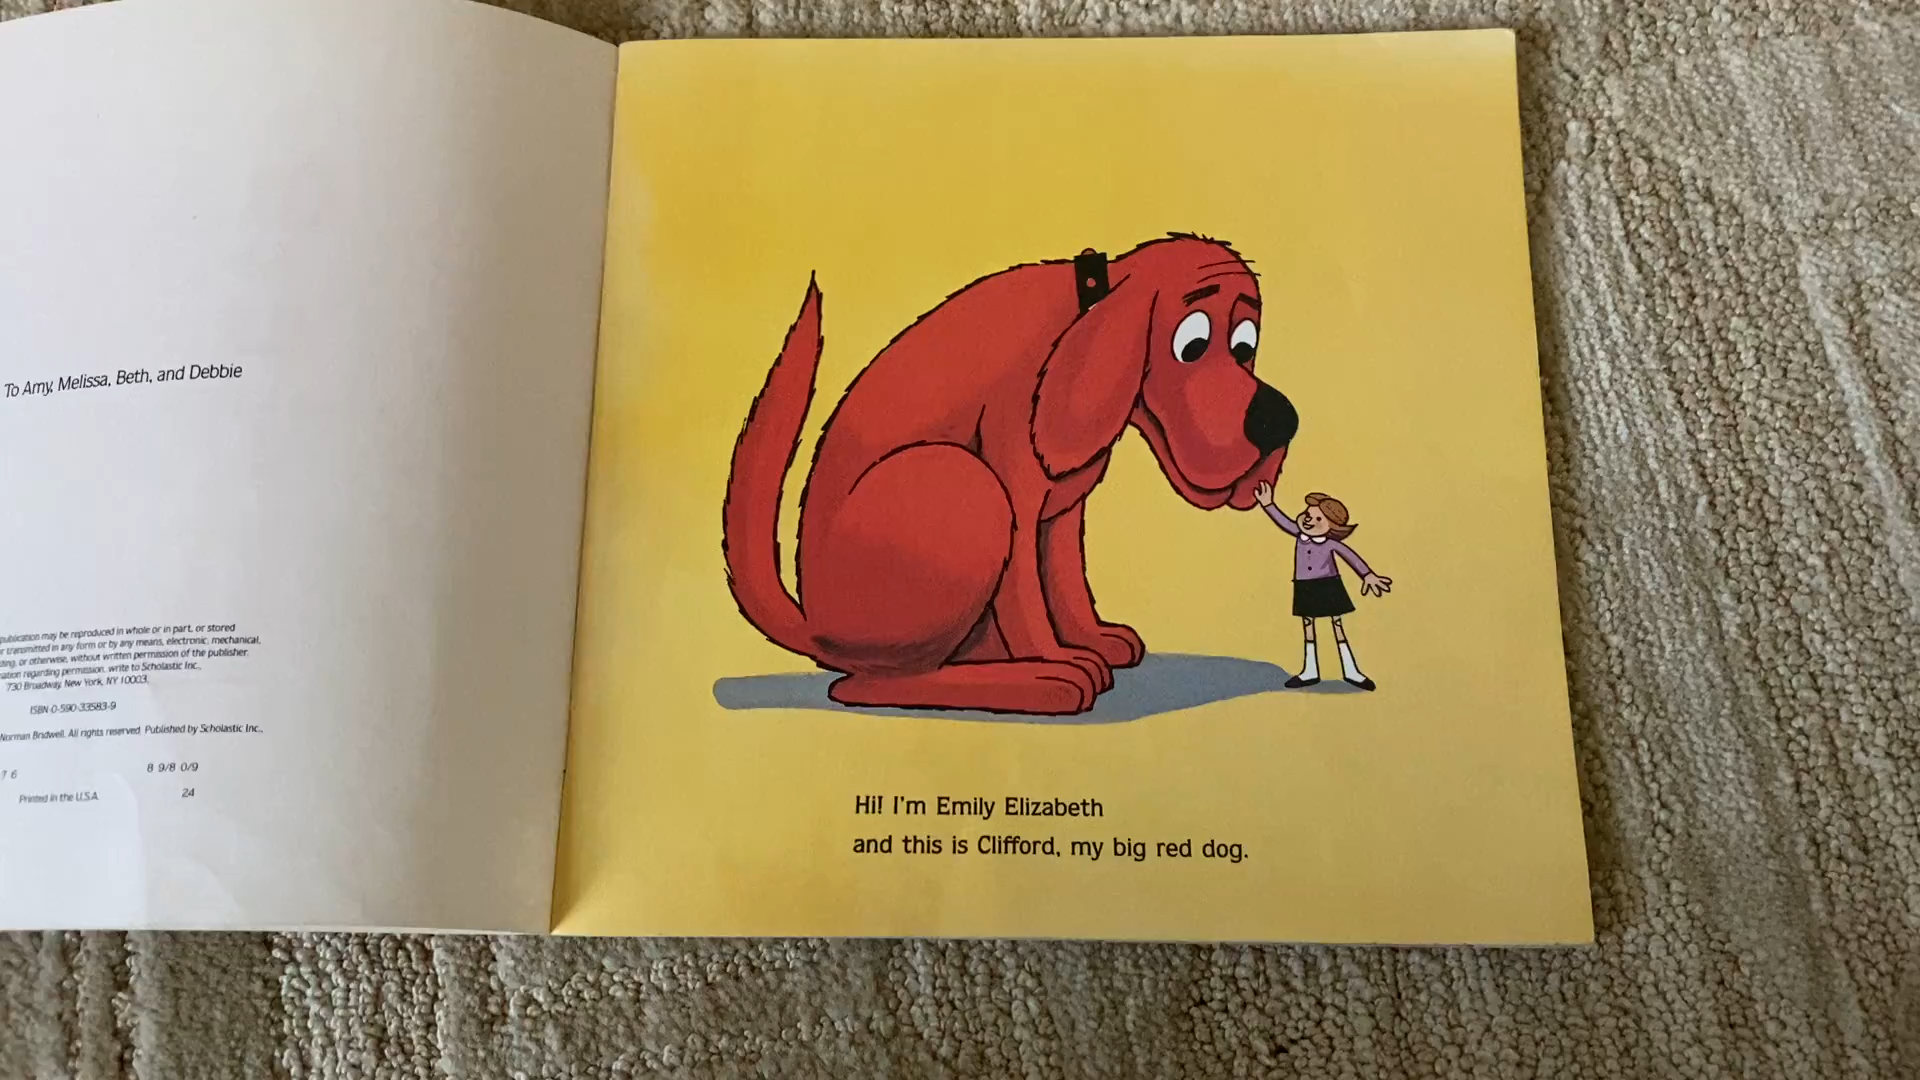 To Amy, Melissa, Beth, and Debbie
publication may be reproduced in whole or in part, or stored
transmitted in any form or by any means, electronic, mechanical,
or otherwise, without written permission of the publisher.
regarding permission, write to Scholastic Inc.,
730 Broadway, New York, NY 10003.
ISBN 0-590-33583-9
Norman Bridwell. All rights reserved. Published by Scholastic Inc.,
7 6 8 9/8 0/9
Printed in the U.S.A. 24
Hi! I'm Emily Elizabeth
and this is Clifford, my big red dog.